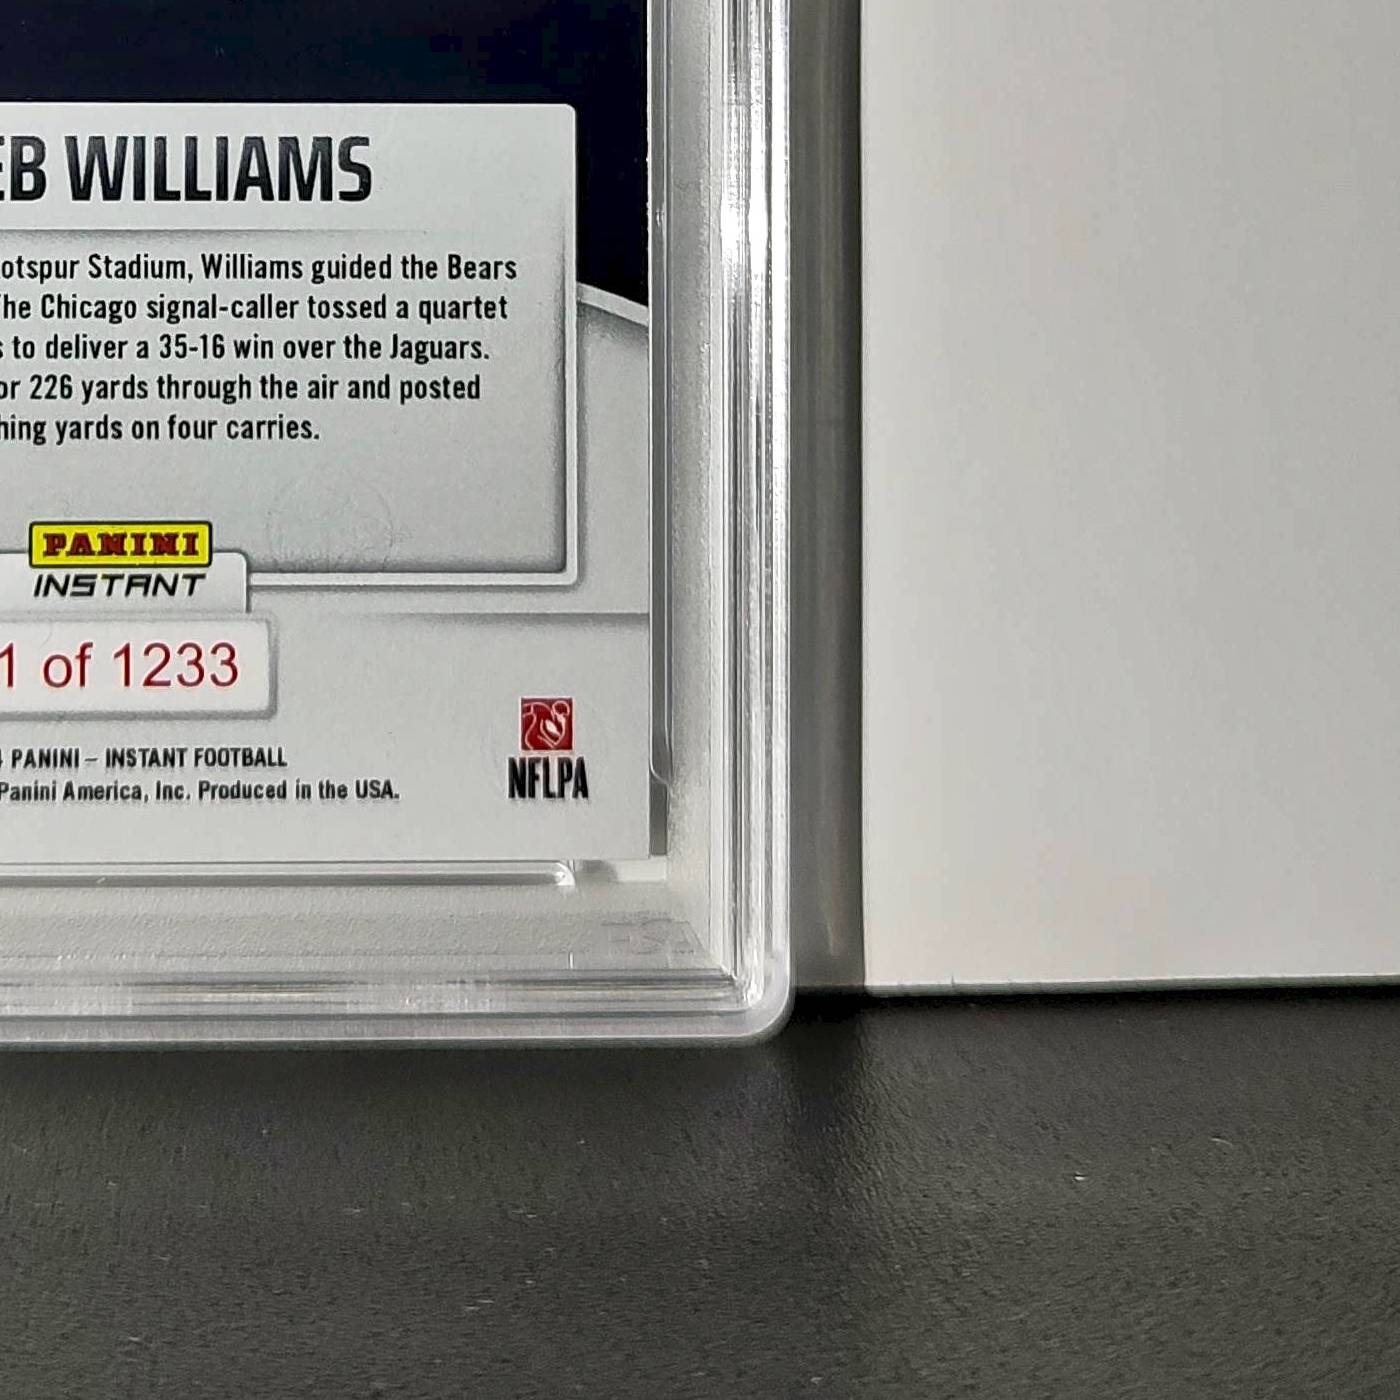 EB WILLIAMS
otspur Stadium, Williams guided the Bears
he Chicago signal-caller tossed a quartet
s to deliver a 35-16 win over the Jaguars.
or 226 yards through the air and posted
hing yards on four carries.
PANINI
INSTANT
1 of 1233
PANINI – INSTANT FOOTBALL
Panini America, Inc. Produced in the USA.
NFLPA